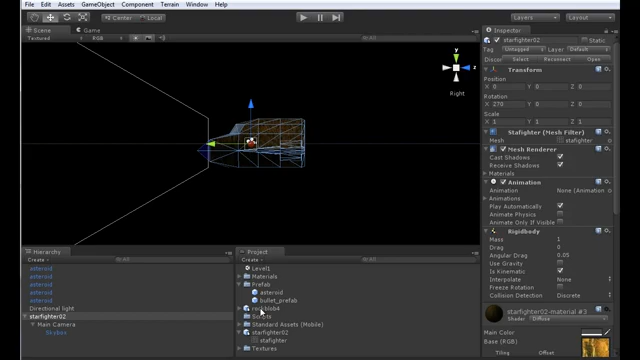 File Edit Assets GameObject Component Terrain Window Help
Center Local Layers Layout
Scene Game Inspector
Textured RGB All
starfighter02 Static
Tag Untagged Layer Default
Select Reconnect Open
Transform
Position
X 0 Y 0 Z 0
Rotation
X 270 Y 0 Z 0
Scale
X 1 Y 1 Z 1
y
z
Right
Stafighter (Mesh Filter)
Mesh stafighter
Mesh Renderer
Cast Shadows
Receive Shadows
Materials
Animation
Animation None (Animation
Animations
Play Automatically
Animate Physics
Animate Only If Visible
Rigidbody
Mass 1
Drag 0
Angular Drag 0.05
Use Gravity
Is Kinematic
Interpolate None
Collision Detection Discrete
starfighter02-material #3
Shader Diffuse
Main Color
Base
Hierarchy
Create All
asteroid
asteroid
asteroid
asteroid
asteroid
Directional light
starfighter02
Main Camera
Skybox
Project
Create All
Level1
Materials
Prefab
asteroid
bullet_prefab
rockblob4
Scripts
Standard Assets (Mobile)
starfighter02
stafighter
Textures